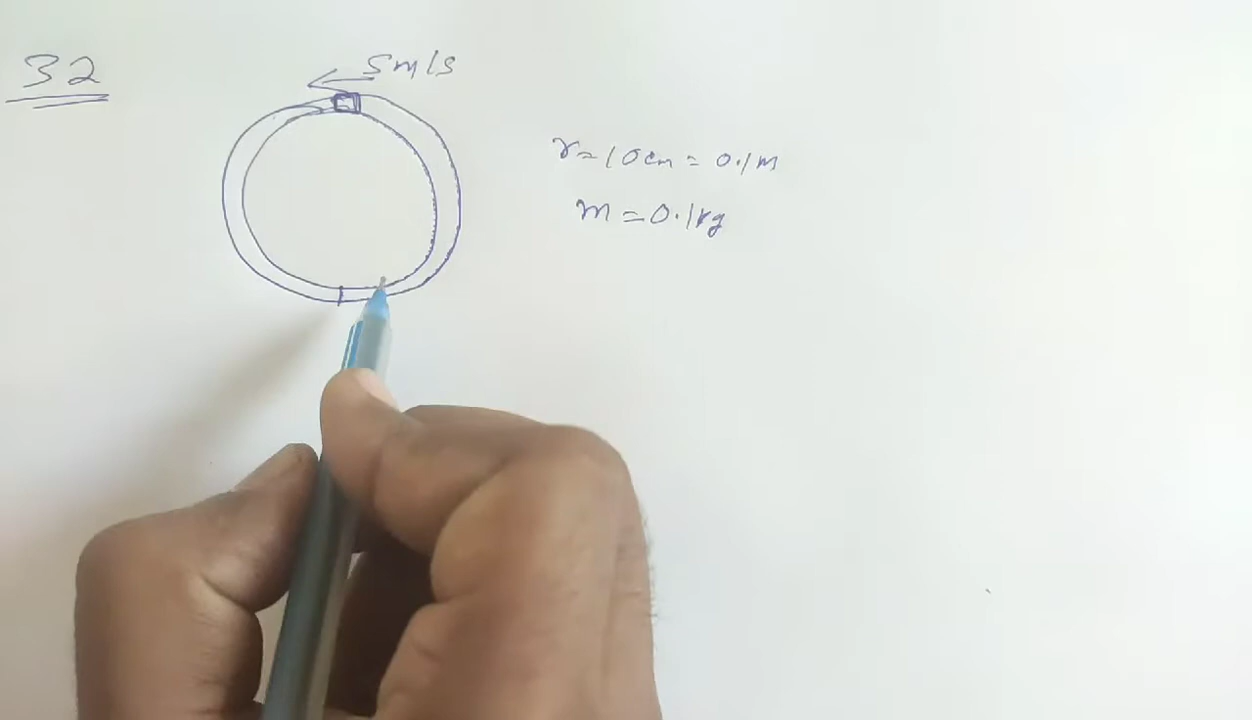 32
5m/s
r=10cm = 0.1m
m=0.1kg